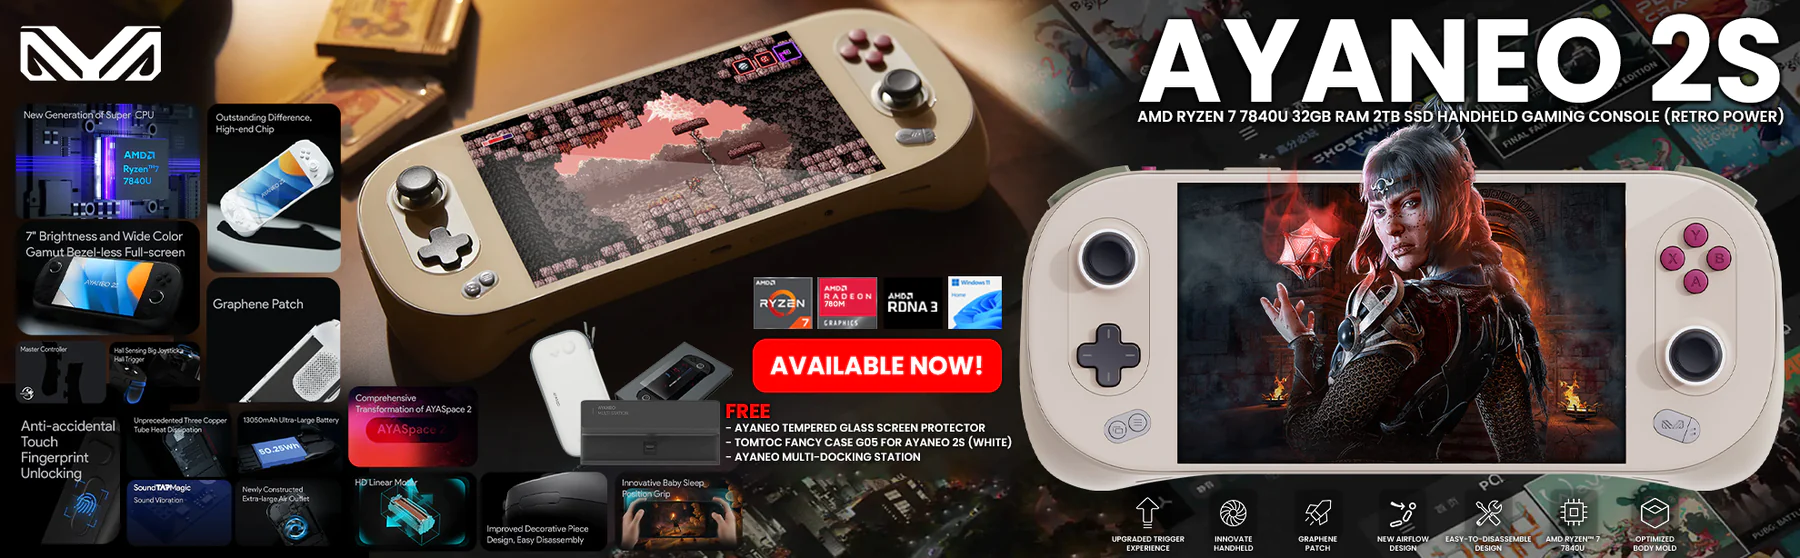 AYANEO 2S
AMD RYZEN 7 7840U 32GB RAM 2TB SSD HANDHELD GAMING CONSOLE (RETRO POWER)
New Generation of Super CPU
AMD
Ryzen™ 7
7840U
Outstanding Difference,
High-end Chip
7" Brightness and Wide Color
Gamut Bezel-less Full-screen
AYANEO 2S
Graphene Patch
Master Controller
Hall Sensing Big Joystick,
Hall Trigger
Anti-accidental
Touch
Fingerprint
Unlocking
Unprecedented Three Copper
Tube Heat Dissipation
13050mAh Ultra-Large Battery
50.25Wh
SoundTAPMagic
Sound Vibration
Newly Constructed
Extra-large Air Outlet
Comprehensive
Transformation of AYASpace 2
AYASpace 2
HD Linear Motor
Improved Decorative Piece
Design, Easy Disassembly
Innovative Baby Sleep
Position Grip
AMD
RYZEN
7
AMD
RADEON
780M
GRAPHICS
AMD
RDNA 3
Windows 11
Home
AVAILABLE NOW!
FREE
- AYANEO TEMPERED GLASS SCREEN PROTECTOR
- TOMTOC FANCY CASE G05 FOR AYANEO 2S (WHITE)
- AYANEO MULTI-DOCKING STATION
Y
X
B
A
UPGRADED TRIGGER
EXPERIENCE
INNOVATE
HANDHELD
GRAPHENE
PATCH
NEW AIRFLOW
DESIGN
EASY-TO-DISASSEMBLE
DESIGN
AMD RYZEN™ 7
7840U
OPTIMIZED
BODY MOLD